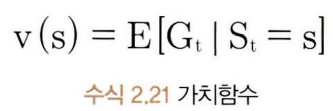 v(s) = E[Gₜ | Sₜ = s]
수식 2.21 가치함수